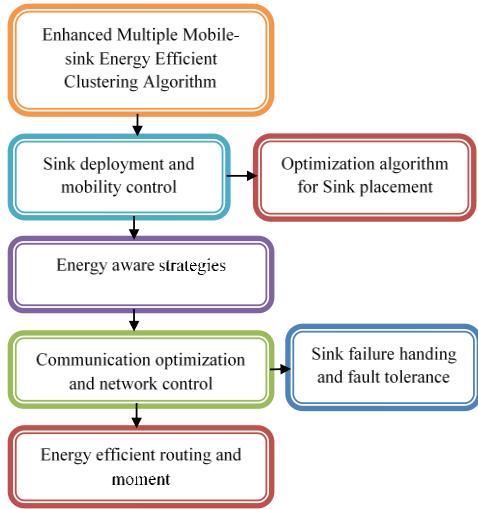 Enhanced Multiple Mobile-
sink Energy Efficient
Clustering Algorithm
Sink deployment and
mobility control
Optimization algorithm
for Sink placement
Energy aware strategies
Communication optimization
and network control
Sink failure handing
and fault tolerance
Energy efficient routing and
moment